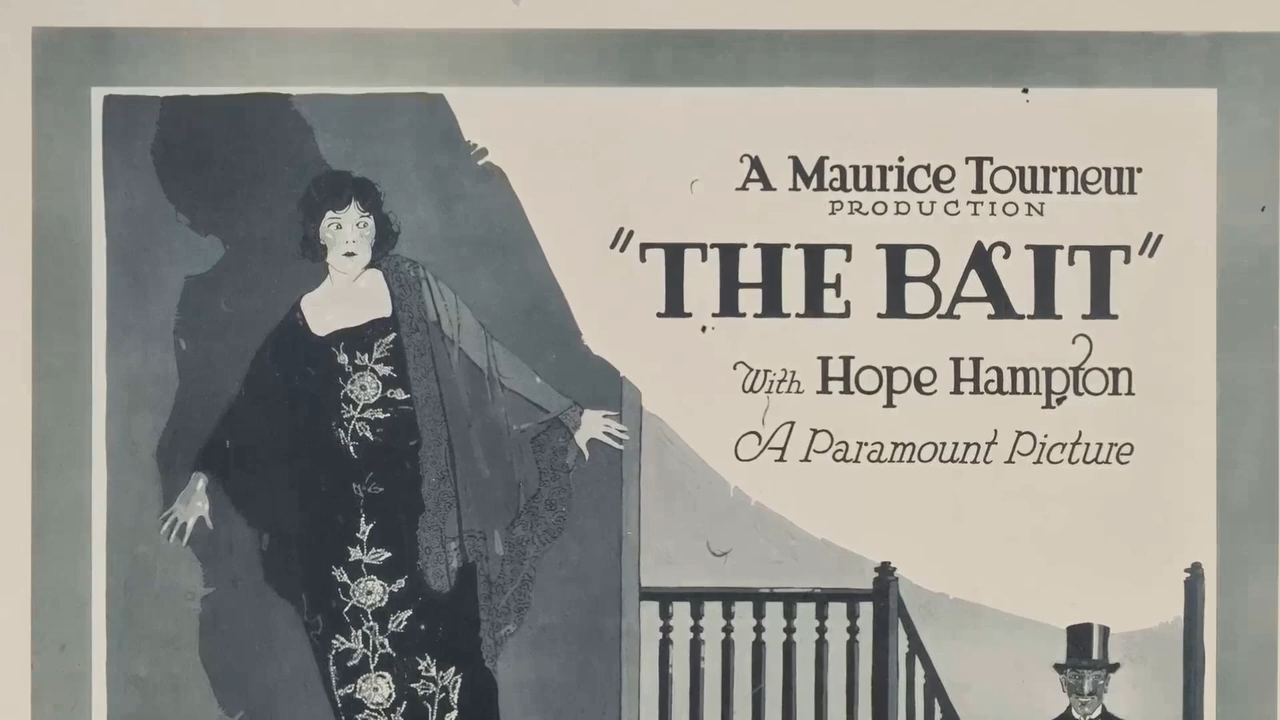 A Maurice Tourneur
PRODUCTION
"THE BAIT"
With Hope Hampton
A Paramount Picture